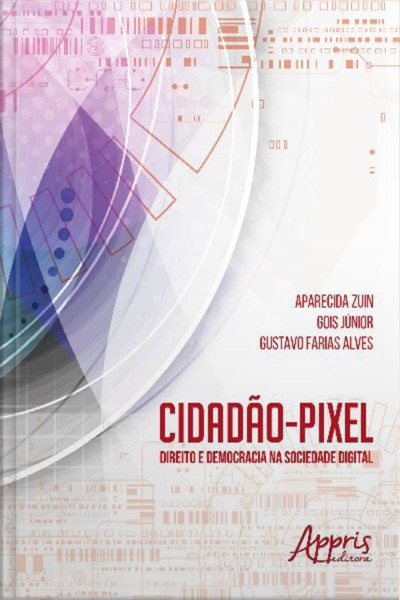 APARECIDA ZUIN
GOIS JÚNIOR
GUSTAVO FARIAS ALVES
CIDADÃO-PIXEL
DIREITO E DEMOCRACIA NA SOCIEDADE DIGITAL
Appris
editora